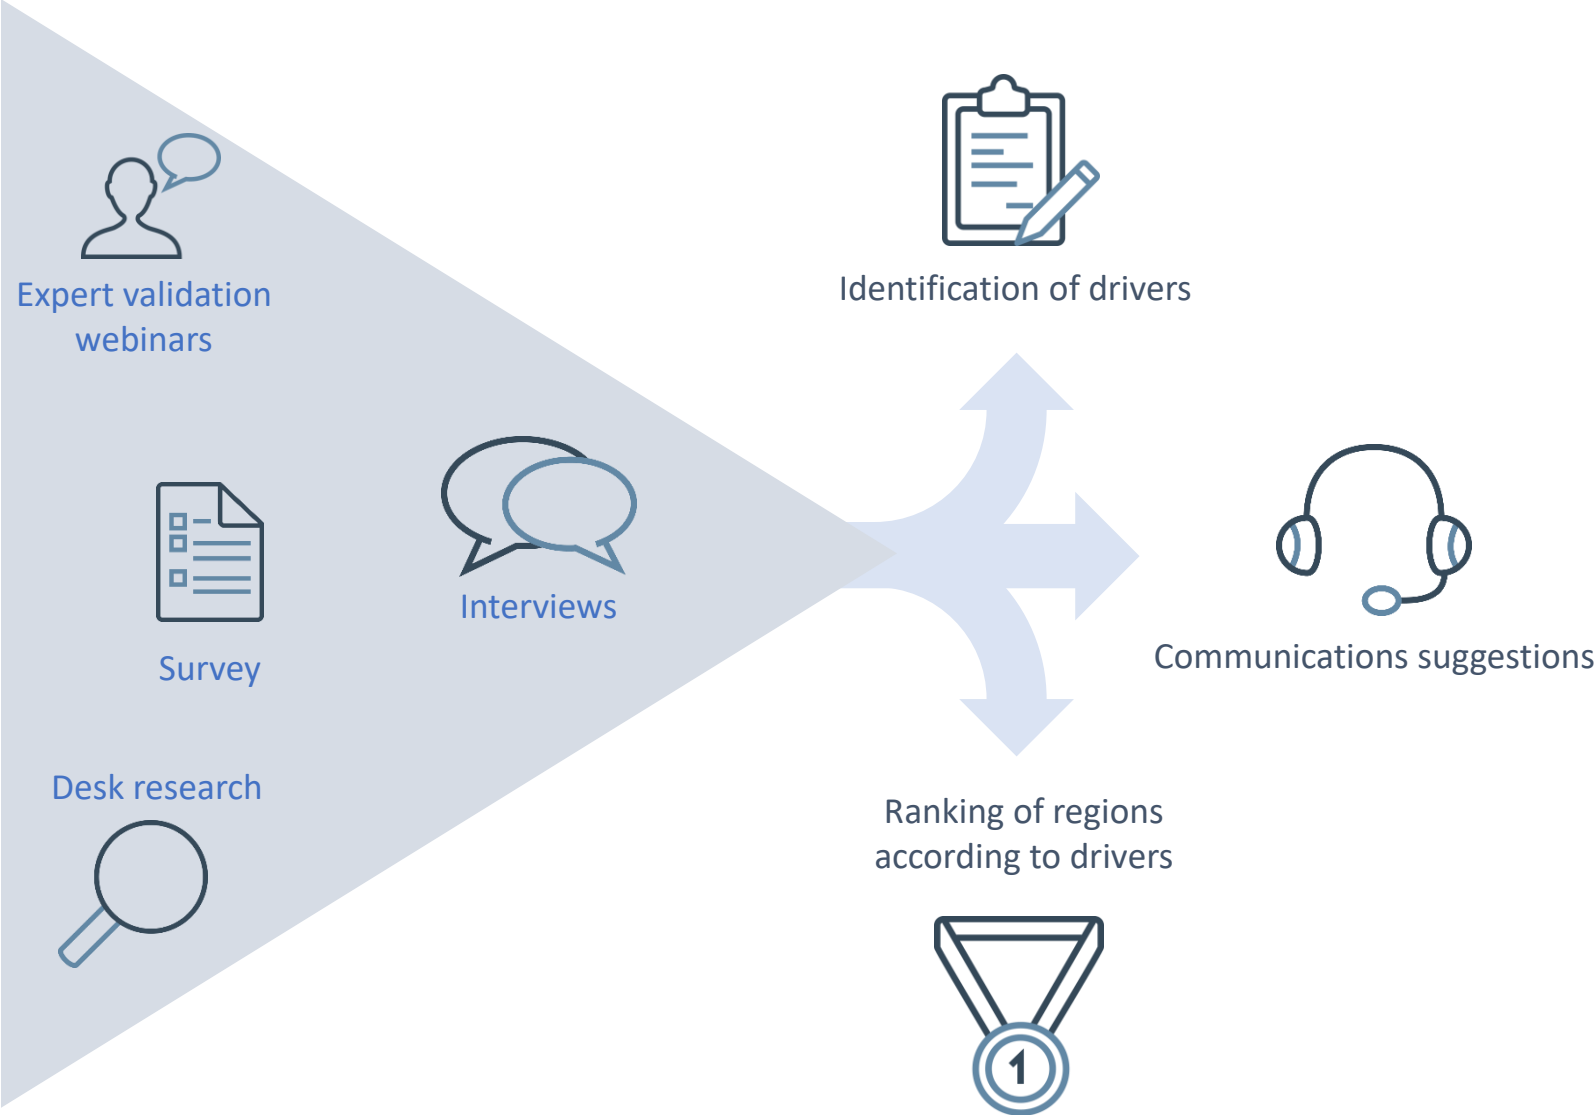 Expert validation
webinars
Survey
Interviews
Desk research
Identification of drivers
Communications suggestions
Ranking of regions
according to drivers
1